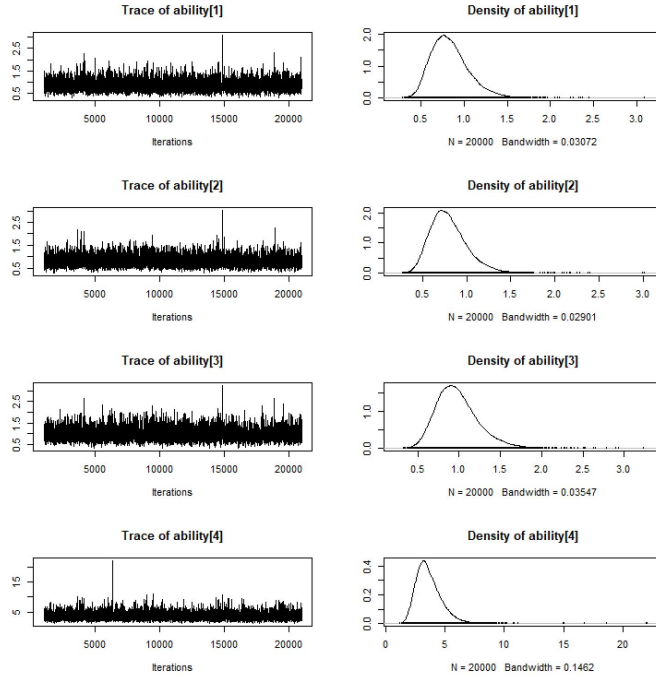 Trace of ability[1]
Density of ability[1]
0.5 1.5 2.5
0.0 1.0 2.0
5000 10000 15000 20000
0.5 1.0 1.5 2.0 2.5 3.0
Iterations
N = 20000 Bandwidth = 0.03072
Trace of ability[2]
Density of ability[2]
0.5 1.5 2.5
0.0 1.0 2.0
5000 10000 15000 20000
0.5 1.0 1.5 2.0 2.5 3.0
Iterations
N = 20000 Bandwidth = 0.02901
Trace of ability[3]
Density of ability[3]
0.5 1.5 2.5
0.0 1.0
5000 10000 15000 20000
0.5 1.0 1.5 2.0 2.5 3.0
Iterations
N = 20000 Bandwidth = 0.03547
Trace of ability[4]
Density of ability[4]
5 15
0.0 0.2 0.4
5000 10000 15000 20000
0 5 10 15 20
Iterations
N = 20000 Bandwidth = 0.1462